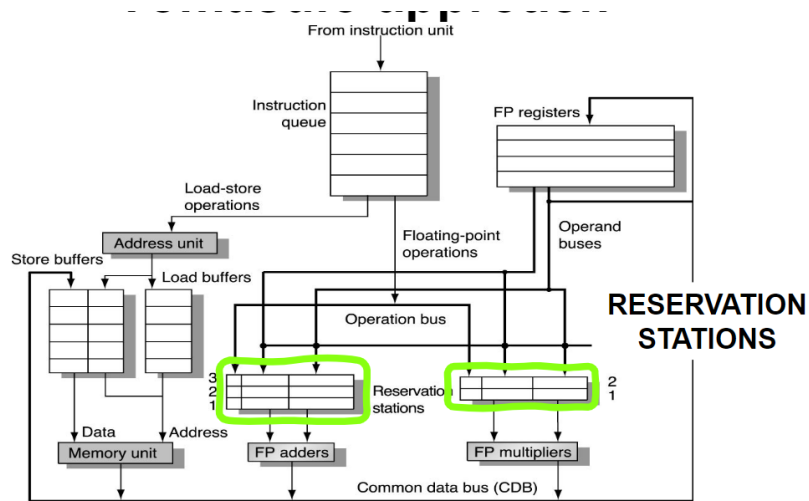 From instruction unit
Instruction
queue
FP registers
Load-store
operations
Address unit
Floating-point
operations
Operand
buses
Store buffers
Load buffers
Operation bus
RESERVATION
STATIONS
3
2
1
Reservation
stations
2
1
Data
Address
Memory unit
FP adders
FP multipliers
Common data bus (CDB)